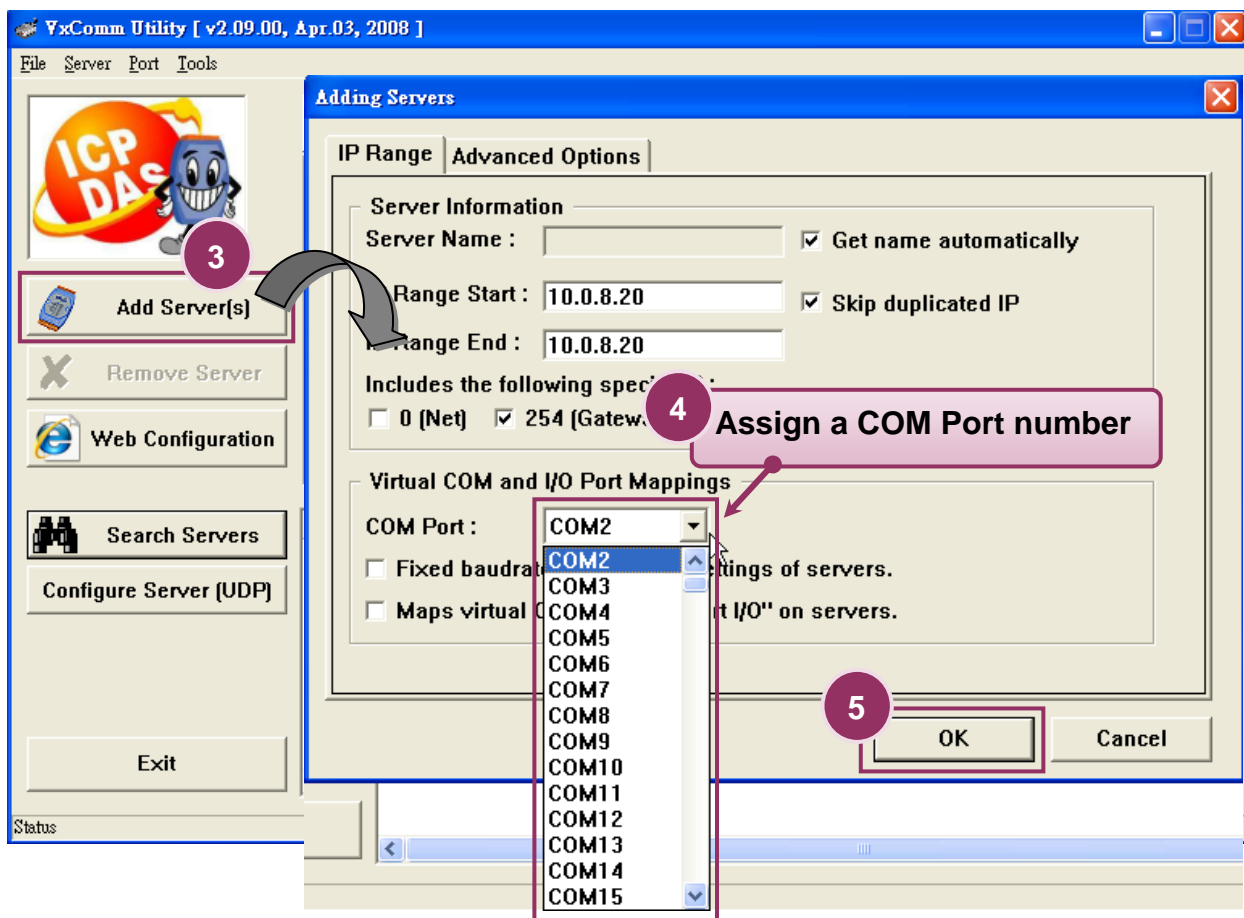 VxComm Utility [ v2.09.00, Apr.03, 2008 ]
File Server Port Tools
ICP
DAS
3
Add Server(s)
Remove Server
Web Configuration
Search Servers
Configure Server (UDP)
Exit
Status
Adding Servers
IP Range
Advanced Options
Server Information
Server Name :
Get name automatically
Range Start : 10.0.8.20
Skip duplicated IP
Range End : 10.0.8.20
Includes the following
0 (Net) 254
4
Assign a COM Port number
Virtual COM and I/O Port Mappings
COM Port : COM2
Fixed of servers.
Maps virtual I/O" on servers.
COM2
COM3
COM4
COM5
COM6
COM7
COM8
COM9
COM10
COM11
COM12
COM13
COM14
COM15
5
OK
Cancel